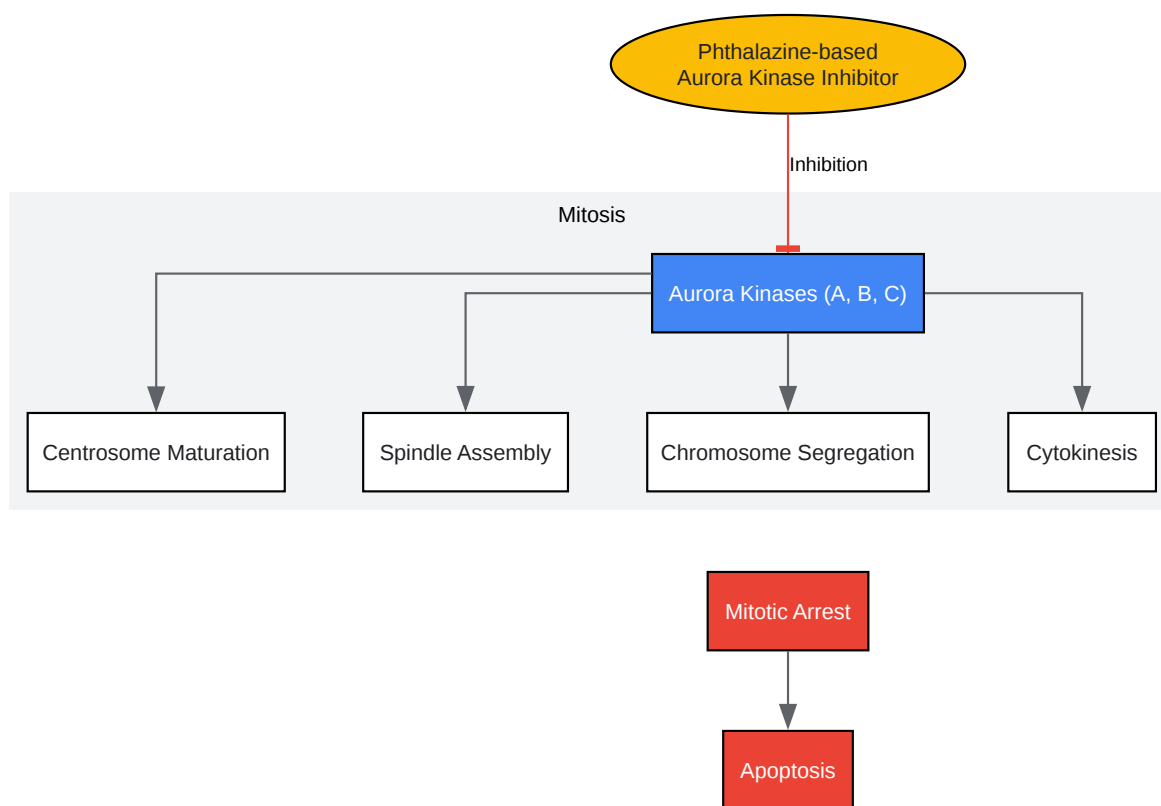 Phthalazine-based
Aurora Kinase Inhibitor
Inhibition
Mitosis
Aurora Kinases (A, B, C)
Centrosome Maturation
Spindle Assembly
Chromosome Segregation
Cytokinesis
Mitotic Arrest
Apoptosis